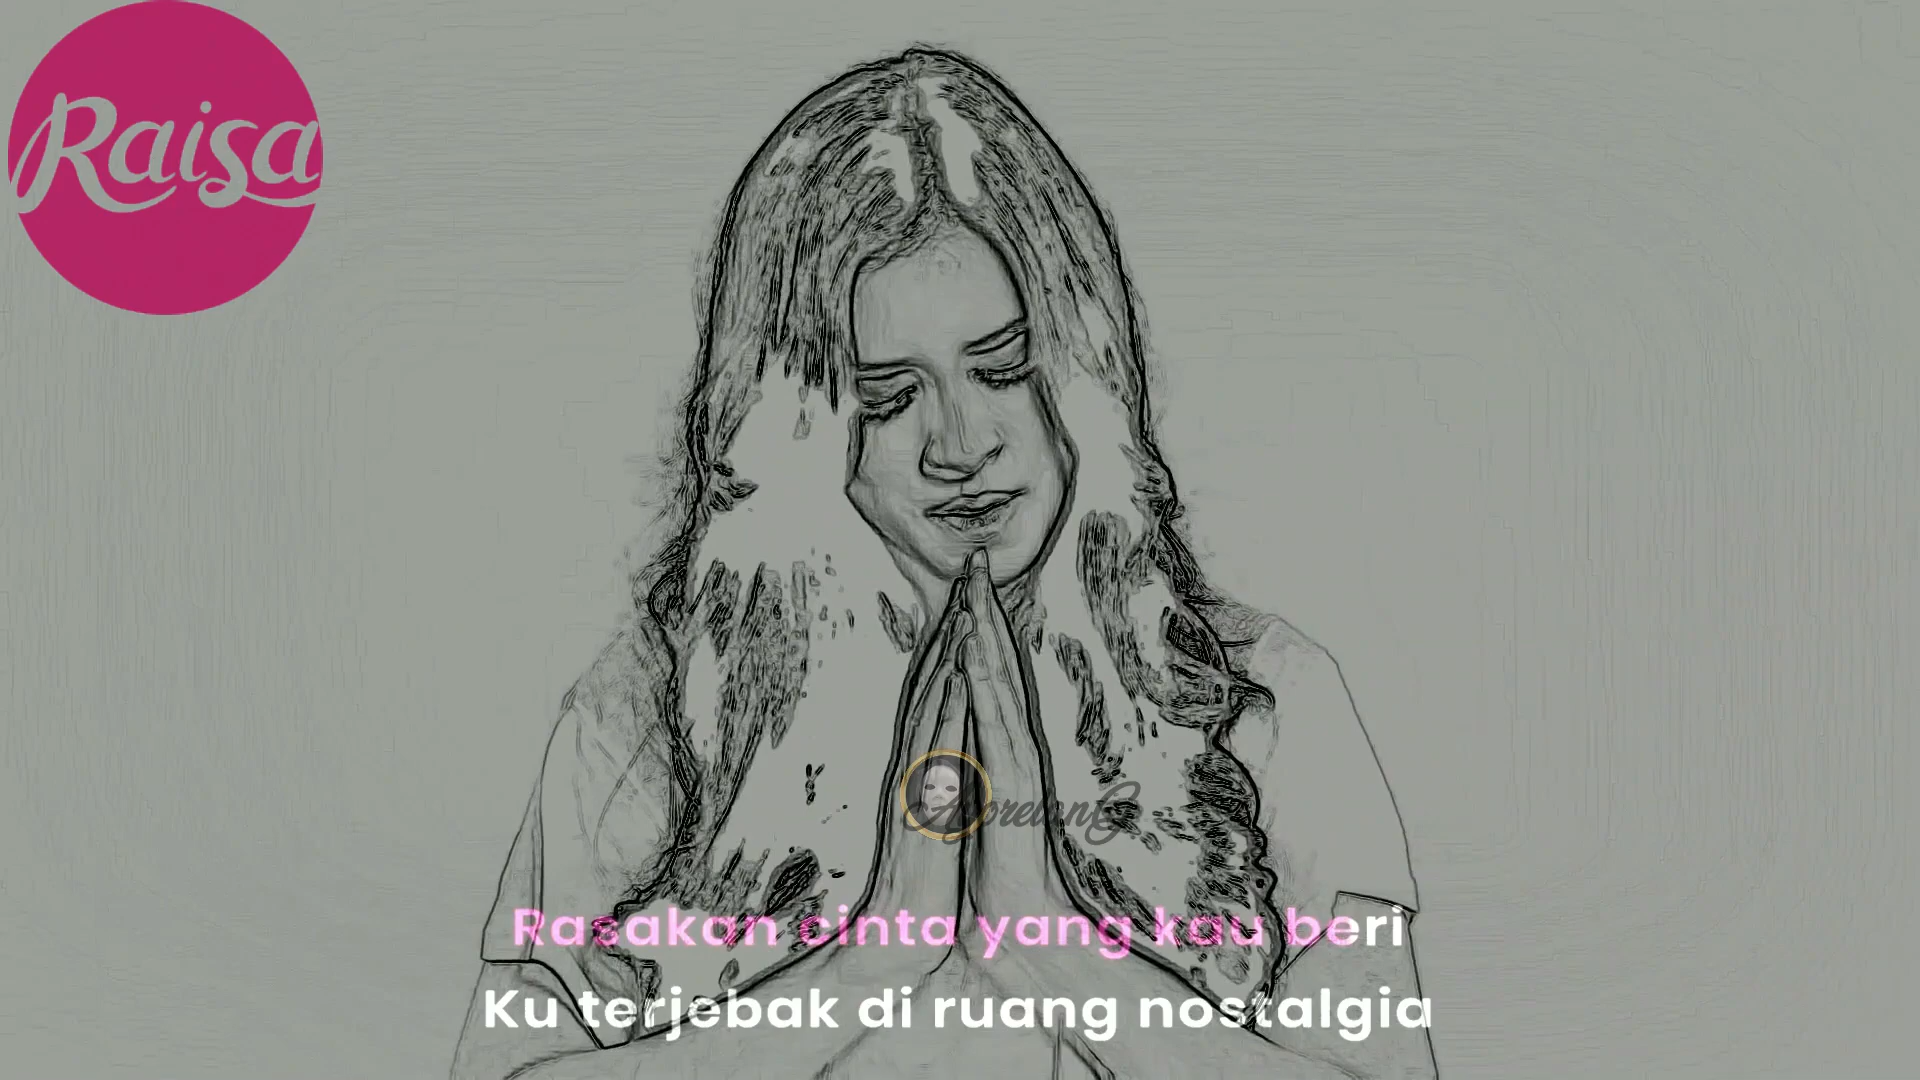 Raisa
Rasakan cinta yang kau beri
Ku terjebak di ruang nostalgia